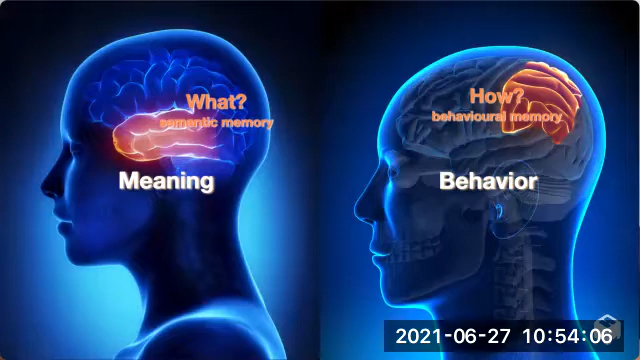 What?
semantic memory
Meaning
How?
behavioural memory
Behavior
2021-06-27 10:54:06